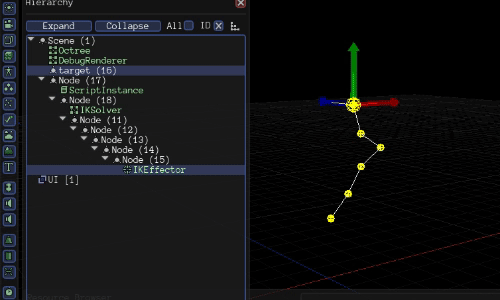 Hierarchy
Expand Collapse All ID
Scene (1)
Octree
DebugRenderer
target (16)
Node (17)
ScriptInstance
Node (18)
IKSolver
Node (11)
Node (12)
Node (13)
Node (14)
Node (15)
IKEffector
UI [1]